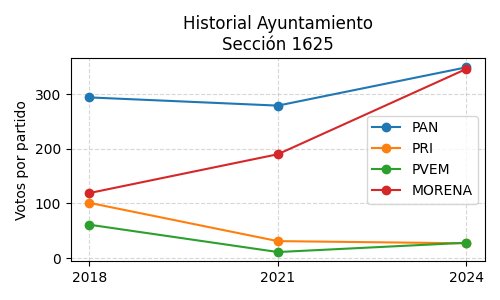 Historial Ayuntamiento
Sección 1625
Votos por partido
300
200
100
0
2018
2021
2024
PAN
PRI
PVEM
MORENA